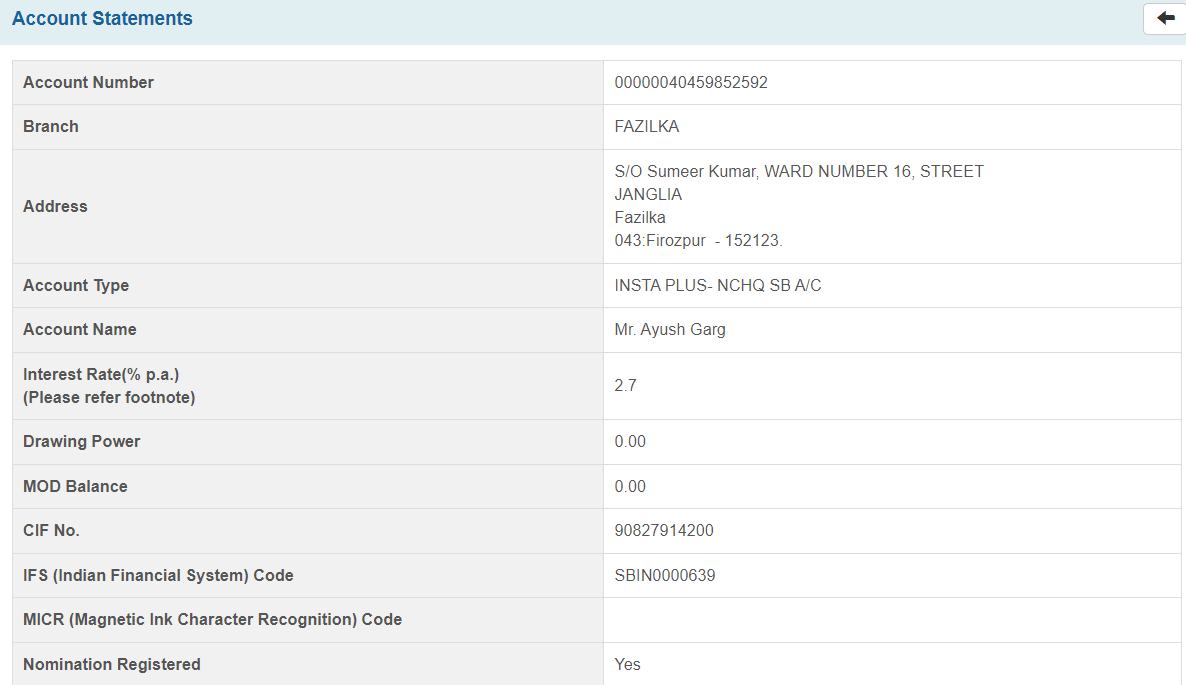 Account Statements
Account Number 00000040459852592
Branch FAZILKA
Address S/O Sumeer Kumar, WARD NUMBER 16, STREET
JANGLIA
Fazilka
043:Firozpur - 152123.
Account Type INSTA PLUS- NCHQ SB A/C
Account Name Mr. Ayush Garg
Interest Rate(% p.a.)
(Please refer footnote) 2.7
Drawing Power 0.00
MOD Balance 0.00
CIF No. 90827914200
IFS (Indian Financial System) Code SBIN0000639
MICR (Magnetic Ink Character Recognition) Code
Nomination Registered Yes